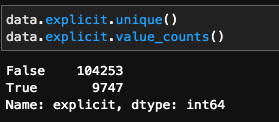 data.explicit.unique()
data.explicit.value_counts()
False    104253
True       9747
Name: explicit, dtype: int64